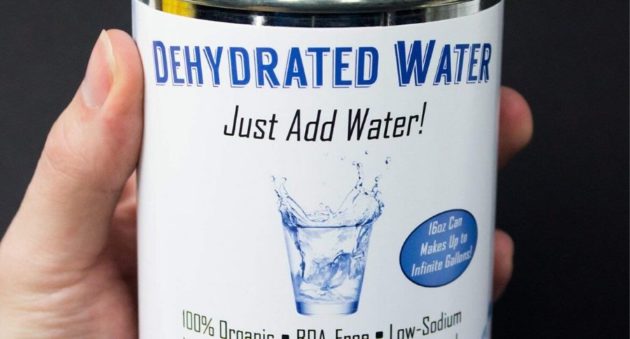 DEHYDRATED WATER
Just Add Water!
16oz Can
Makes Up to
Infinite Gallons!
100% Organic ▪ BPA-Free ▪ Low-Sodium